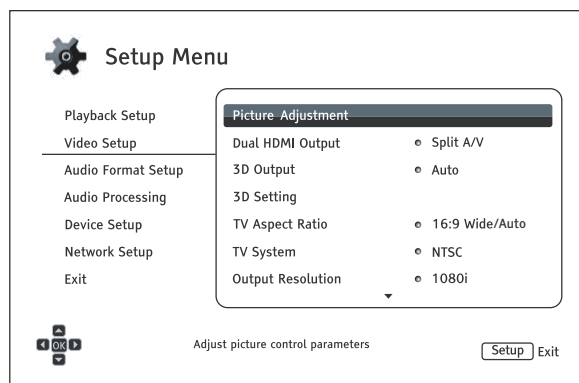 Setup Menu
Playback Setup
Video Setup
Audio Format Setup
Audio Processing
Device Setup
Network Setup
Exit
Picture Adjustment
Dual HDMI Output Split A/V
3D Output Auto
3D Setting
TV Aspect Ratio 16:9 Wide/Auto
TV System NTSC
Output Resolution 1080i
OK
Adjust picture control parameters
Setup Exit